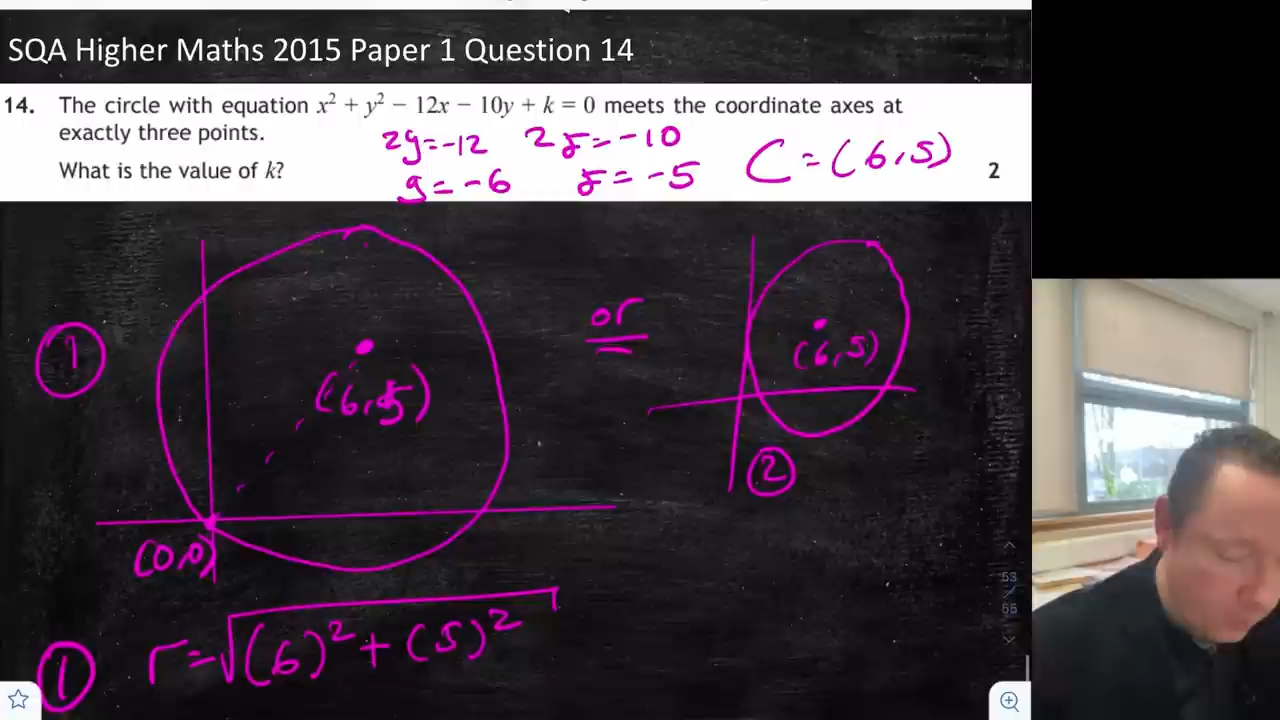 SQA Higher Maths 2015 Paper 1 Question 14
14. The circle with equation x² + y² − 12x − 10y + k = 0 meets the coordinate axes at
exactly three points.
What is the value of k?
2
2g=-12 2f=-10
g=-6 f=-5
C=(6,5)
1
(6,5)
(0,0)
or
(6,5)
2
1 r=√(6)²+(5)²
53
55